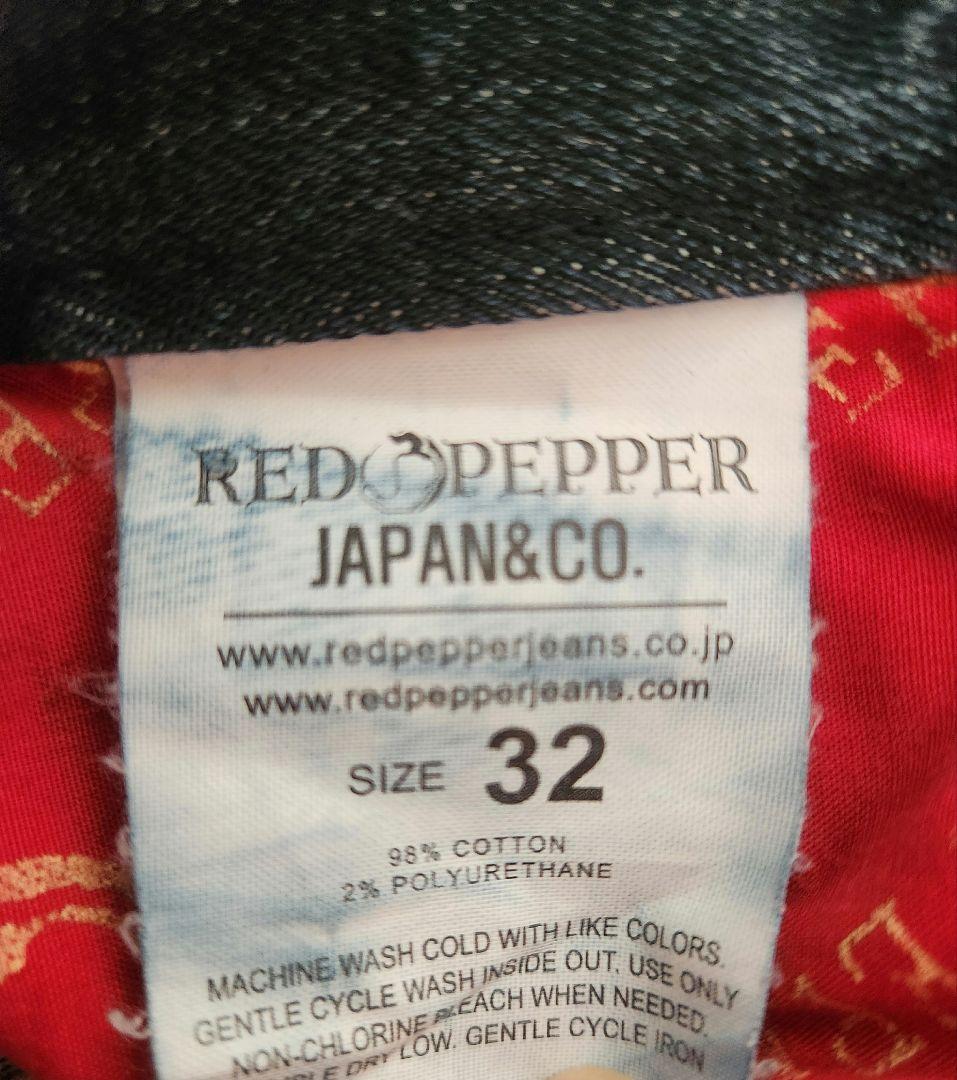 RED PEPPER
JAPAN&CO.
www.redpepperjeans.co.jp
www.redpepperjeans.com
SIZE 32
98% COTTON
2% POLYURETHANE
MACHINE WASH COLD WITH LIKE COLORS.
GENTLE CYCLE WASH INSIDE OUT. USE ONLY
NON-CHLORINE BLEACH WHEN NEEDED.
DRY LOW. GENTLE CYCLE IRON